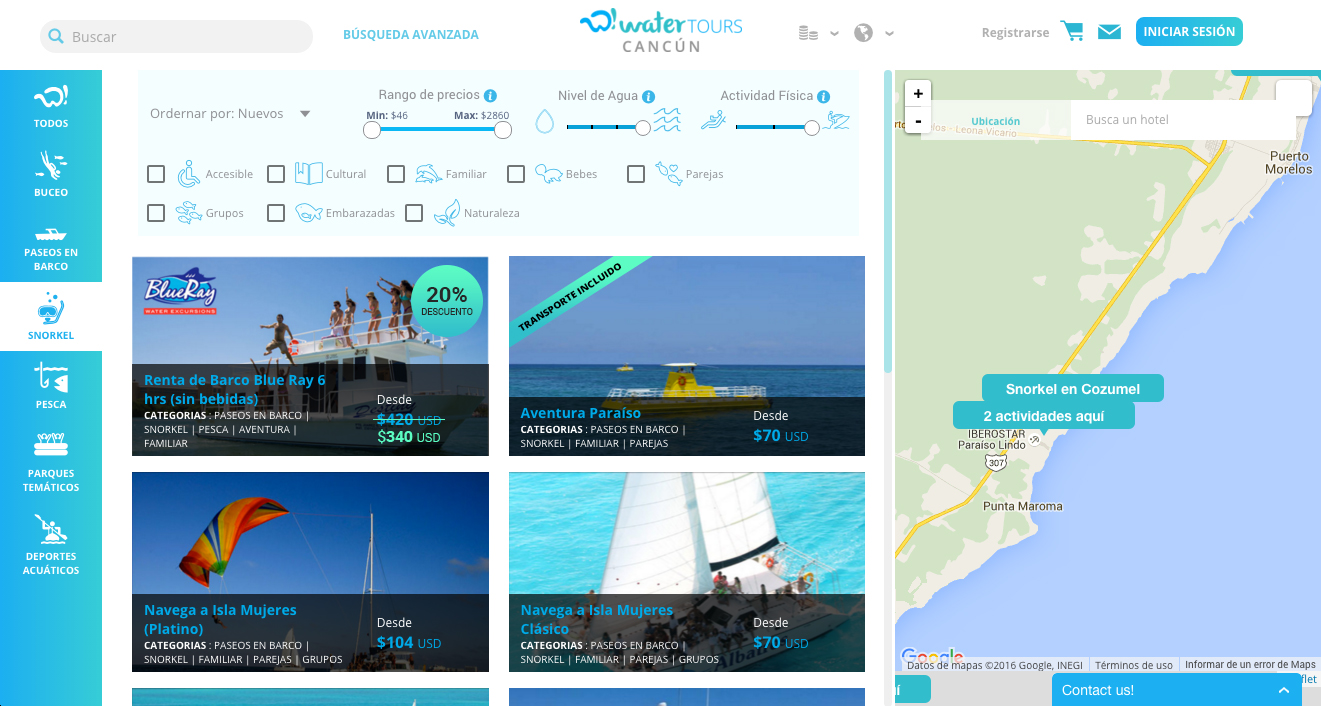 Buscar
BÚSQUEDA AVANZADA
water TOURS
CANCÚN
Registrarse
INICIAR SESIÓN
TODOS
BUCEO
PASEOS EN
BARCO
SNORKEL
PESCA
PARQUES
TEMÁTICOS
DEPORTES
ACUÁTICOS
Ordernar por: Nuevos
Rango de precios
Min: $46
Max: $2860
Nivel de Agua
Actividad Física
Accesible
Cultural
Familiar
Bebes
Parejas
Grupos
Embarazadas
Naturaleza
BlueRay
WATER EXCURSIONS
20%
DESCUENTO
Renta de Barco Blue Ray 6
hrs (sin bebidas)
CATEGORIAS : PASEOS EN BARCO |
SNORKEL | PESCA | AVENTURA |
FAMILIAR
Desde
$420 USD
$340 USD
TRANSPORTE INCLUIDO
Aventura Paraíso
CATEGORIAS : PASEOS EN BARCO |
SNORKEL | FAMILIAR | PAREJAS
Desde
$70 USD
Navega a Isla Mujeres
(Platino)
CATEGORIAS : PASEOS EN BARCO |
SNORKEL | FAMILIAR | PAREJAS | GRUPOS
Desde
$104 USD
Navega a Isla Mujeres
Clásico
CATEGORIAS : PASEOS EN BARCO |
SNORKEL | FAMILIAR | PAREJAS | GRUPOS
Desde
$70 USD
+
-
Ubicación
Busca un hotel
Morelos - Leona Vicario
Puerto
Morelos
Snorkel en Cozumel
2 actividades aquí
IBEROSTAR
Paraíso Lindo
307
Punta Maroma
Google
Datos de mapas ©2016 Google, INEGI
Términos de uso
Informar de un error de Maps
Contact us!